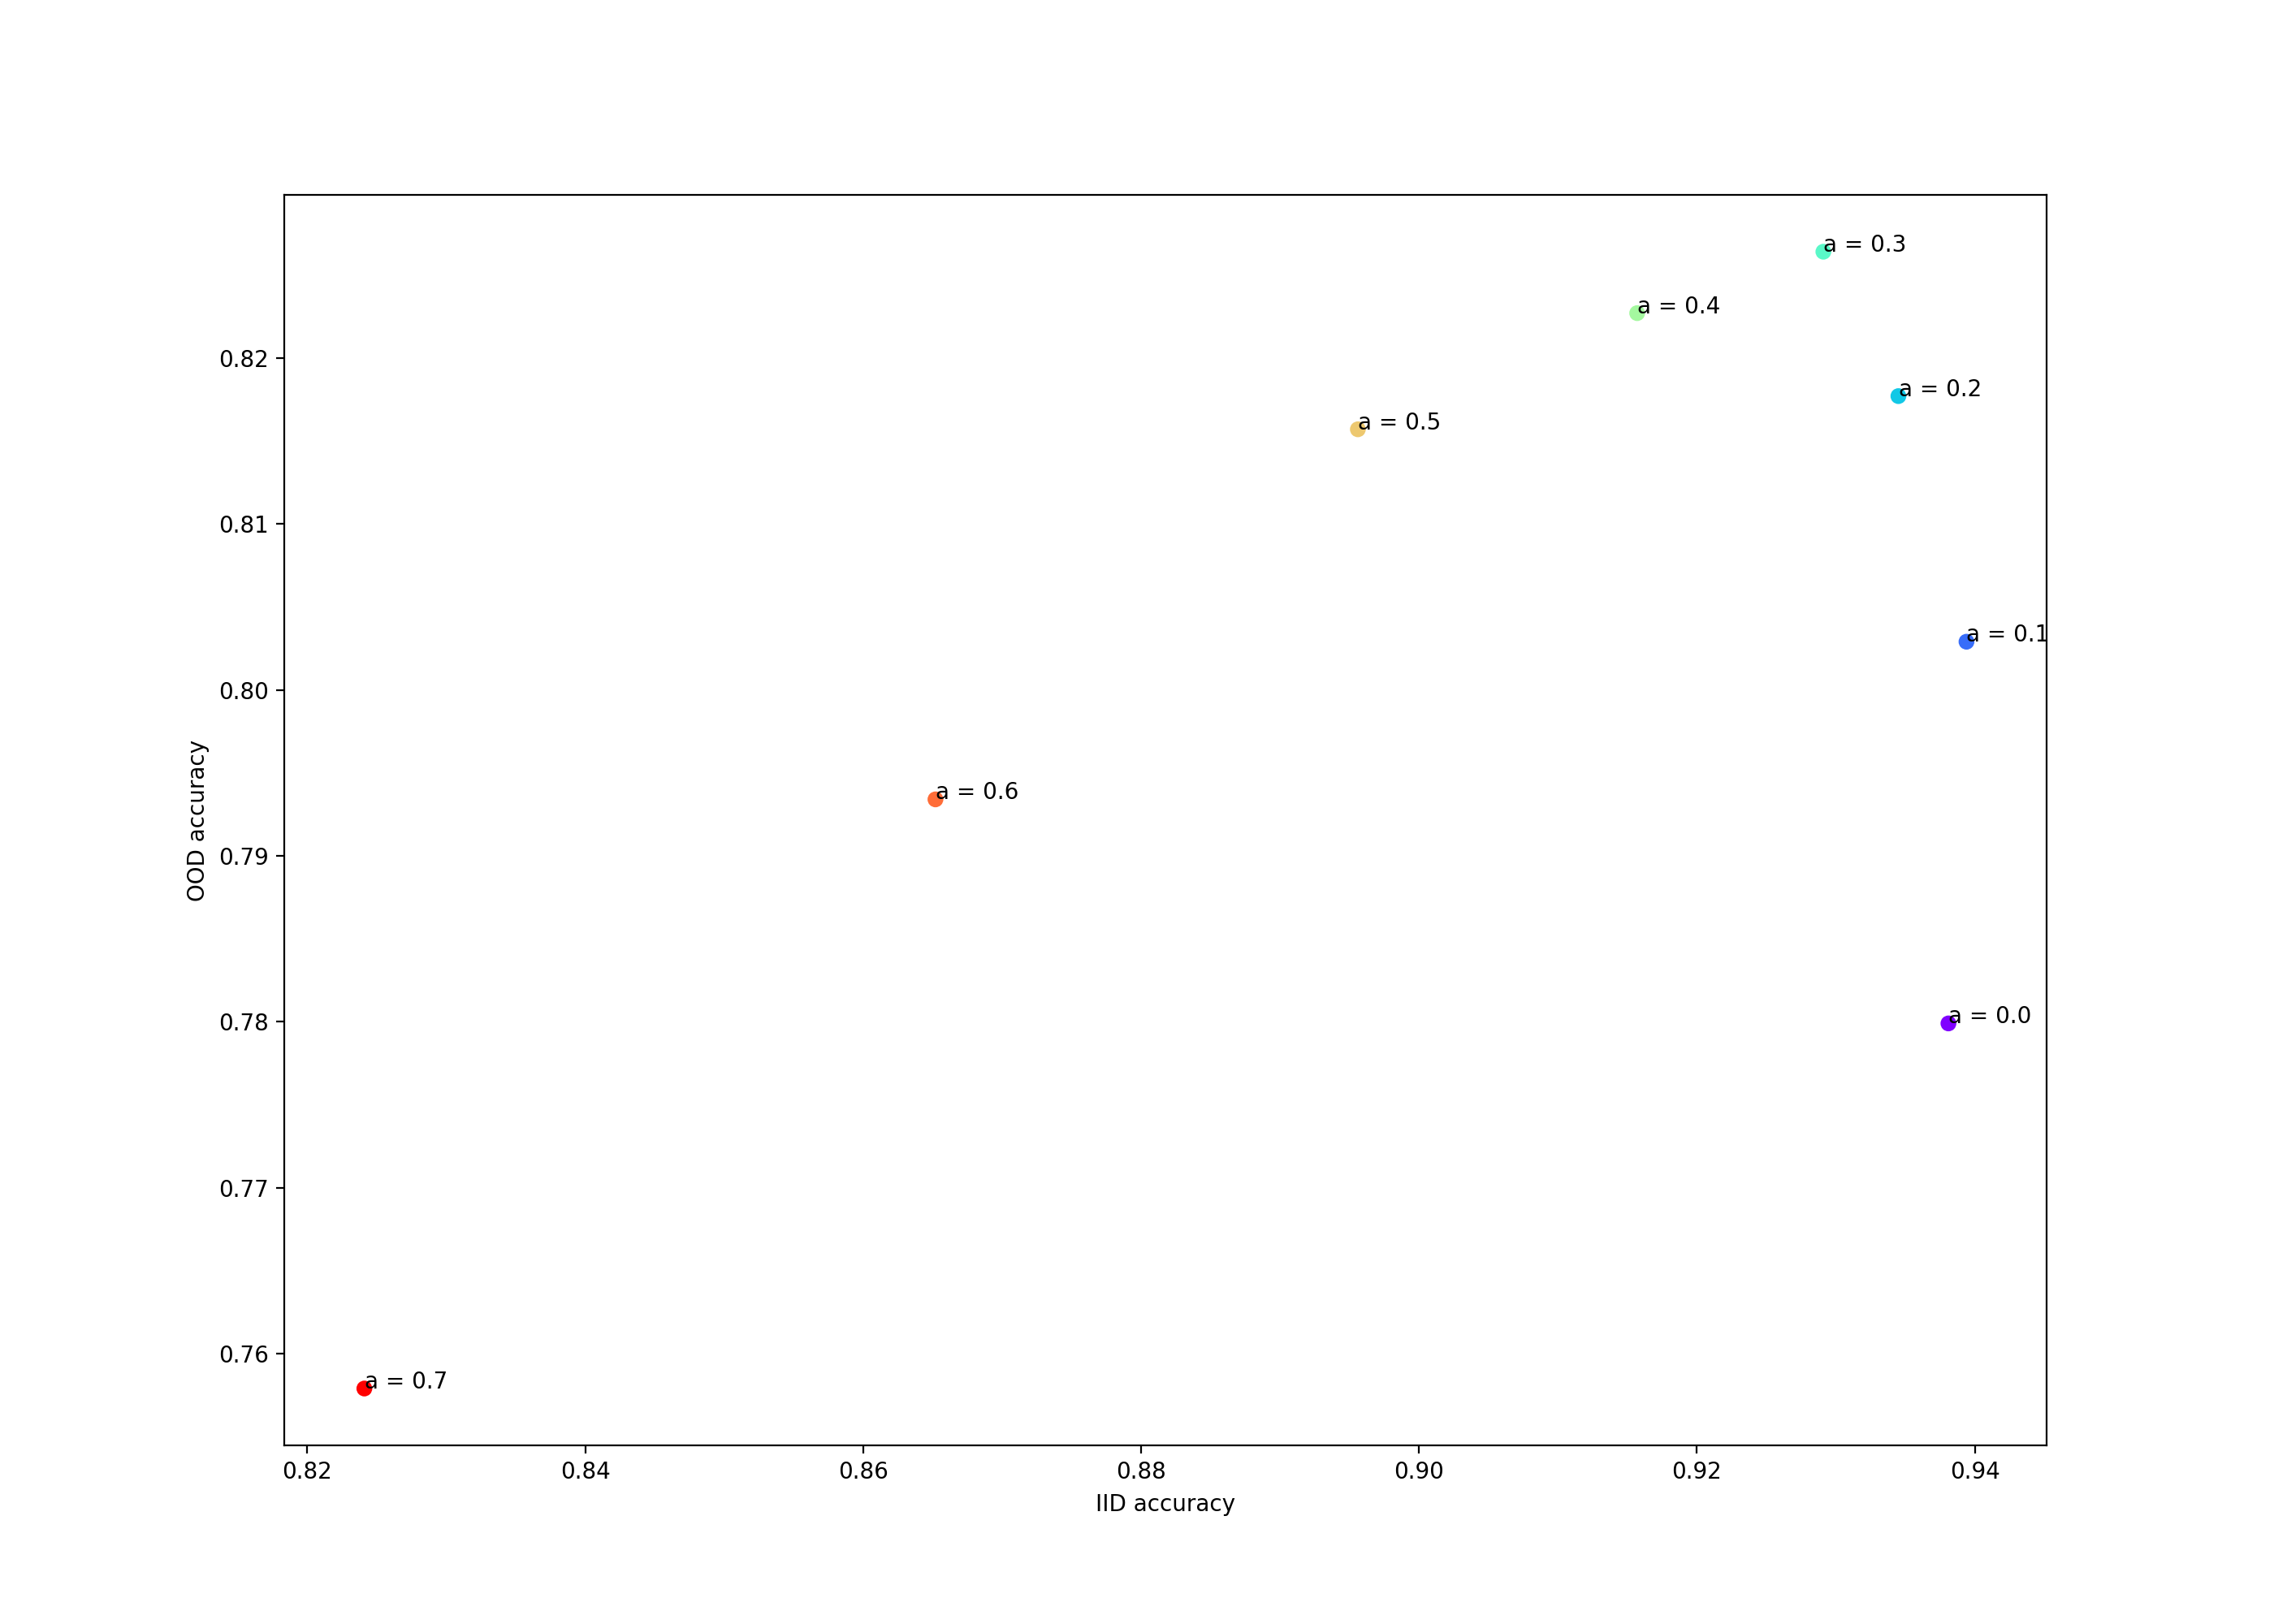 a = 0.3
a = 0.4
0.82
a = 0.2
a = 0.5
0.81
a = 0.1
0.80
a = 0.6
OOD accuracy
0.79
0.78
a = 0.0
0.77
0.76
a = 0.7
0.82 0.84 0.86 0.88 0.90 0.92 0.94
IID accuracy